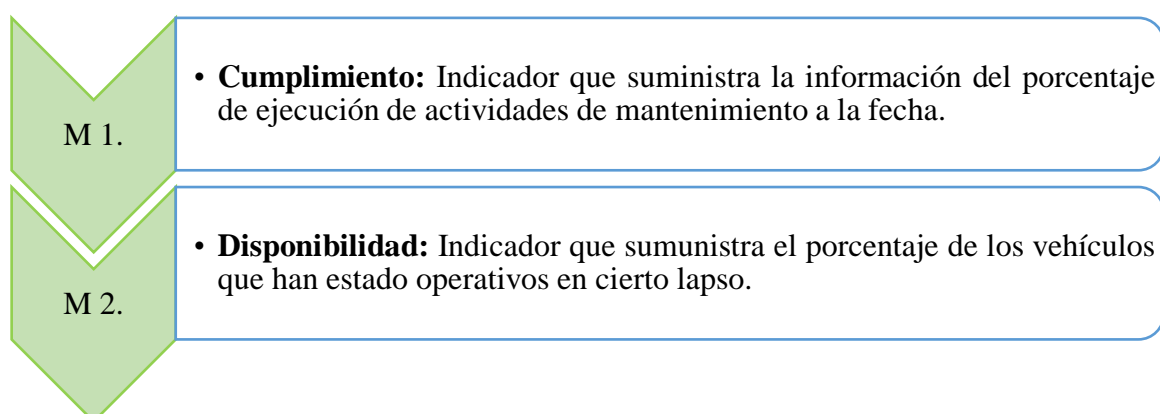 M 1.
• Cumplimiento: Indicador que suministra la información del porcentaje
de ejecución de actividades de mantenimiento a la fecha.
M 2.
• Disponibilidad: Indicador que sumunistra el porcentaje de los vehículos
que han estado operativos en cierto lapso.